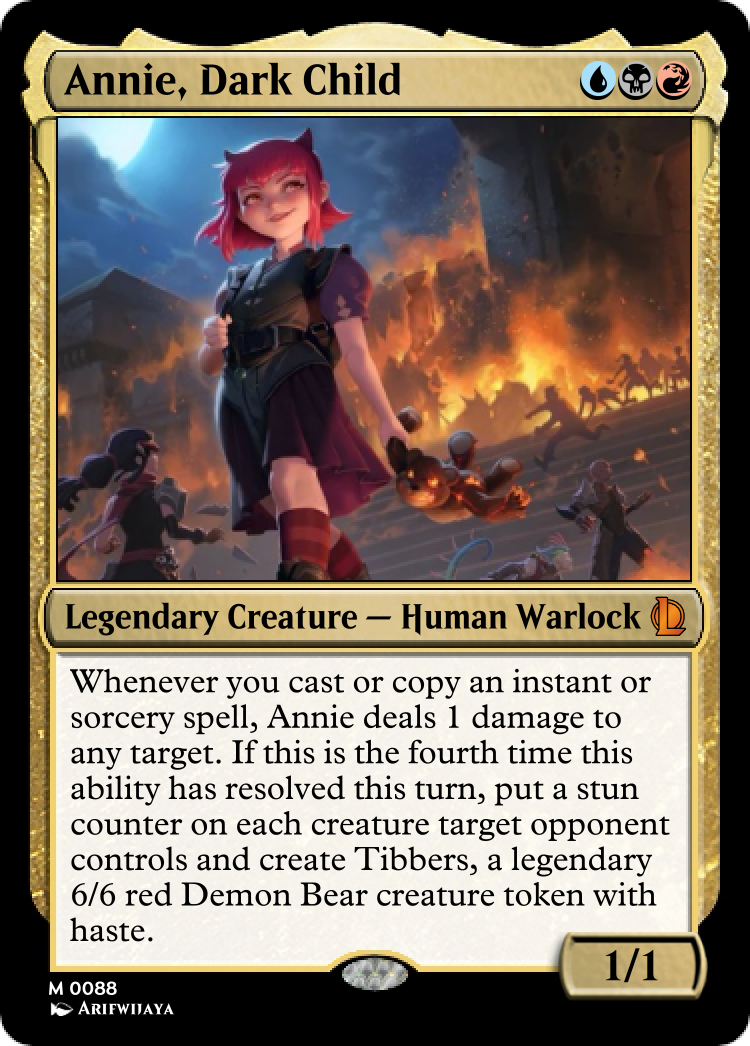 Annie, Dark Child
Legendary Creature — Human Warlock
Whenever you cast or copy an instant or
sorcery spell, Annie deals 1 damage to
any target. If this is the fourth time this
ability has resolved this turn, put a stun
counter on each creature target opponent
controls and create Tibbers, a legendary
6/6 red Demon Bear creature token with
haste.
1/1
M 0088
Arifwijaya